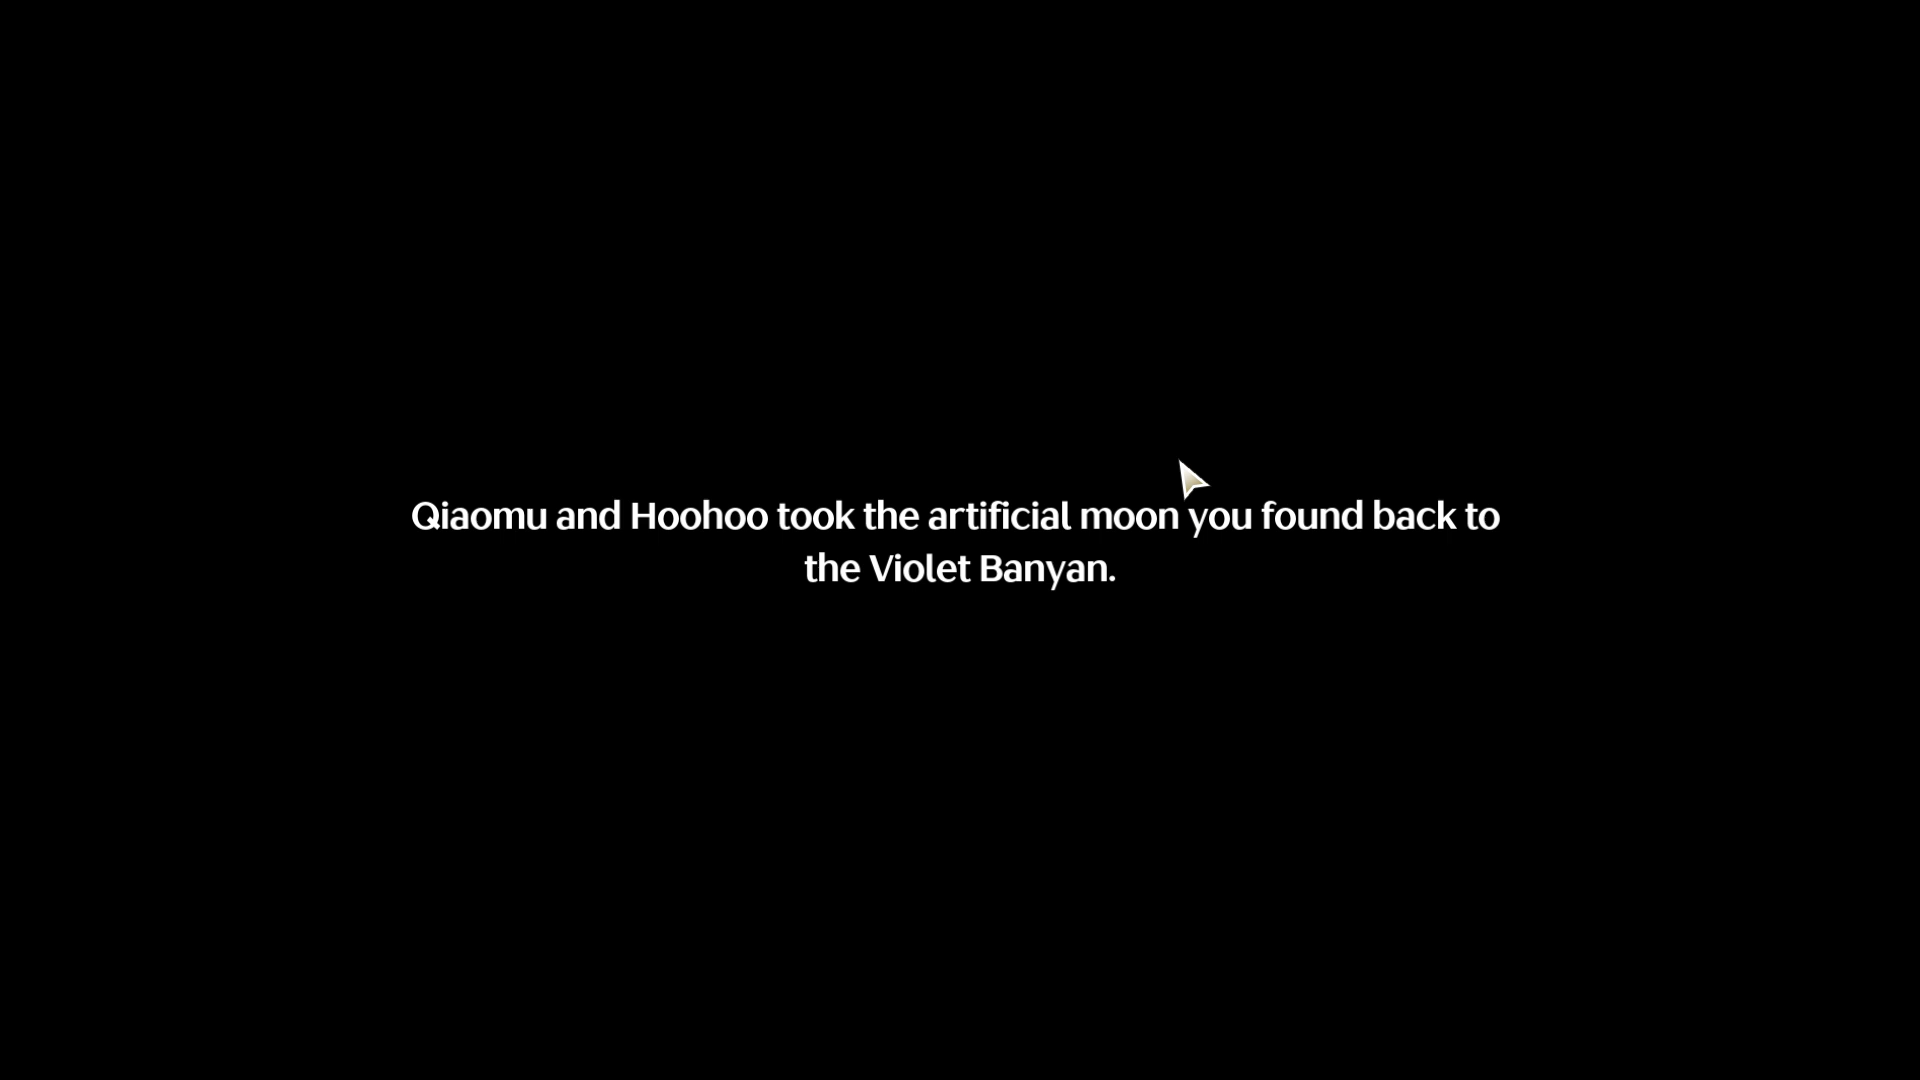 Qiaomu and Hoohoo took the artificial moon you found back to
the Violet Banyan.